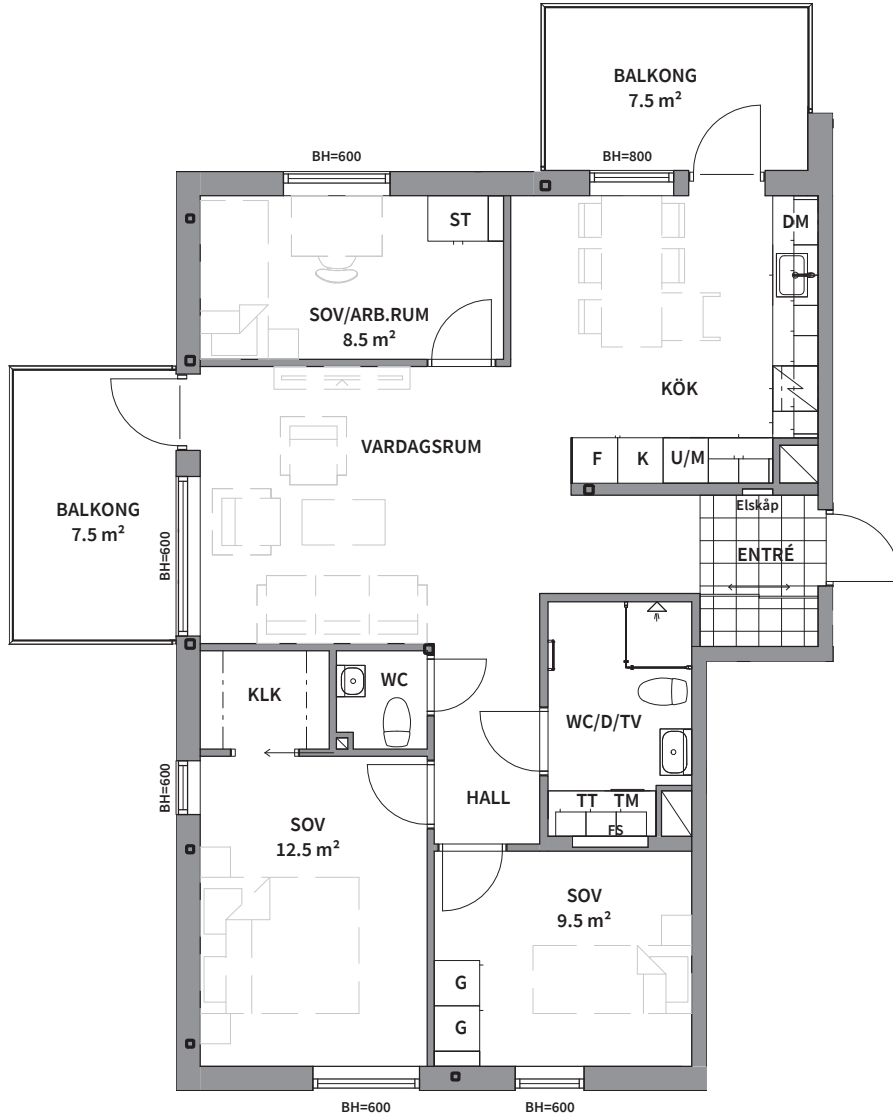 BALKONG
7.5 m²
BH=600
BH=800
ST
DM
SOV/ARB.RUM
8.5 m²
KÖK
VARDAGSRUM
F
K
U/M
BALKONG
7.5 m²
BH=600
Elskåp
ENTRÉ
KLK
WC
WC/D/TV
BH=600
HALL
TT
TM
FS
SOV
12.5 m²
SOV
9.5 m²
G
G
BH=600
BH=600